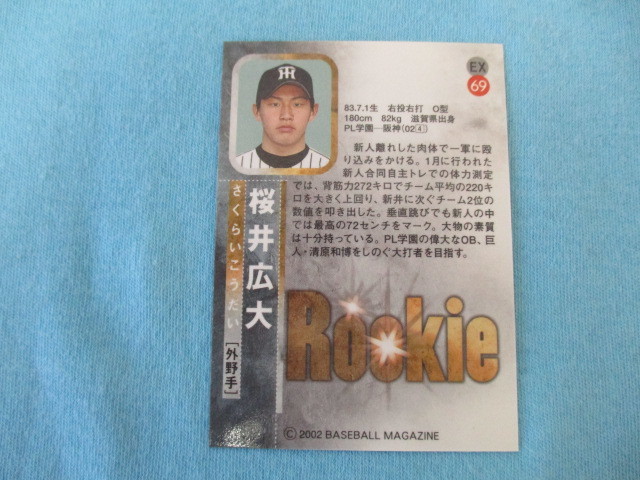 EX
69
83.7.1生 右投右打 O型
180cm 82kg 滋賀県出身
PL学園—阪神(02④)
新人離れした肉体で一軍に殴
り込みをかける。1月に行われた
新人合同自主トレでの体力測定
では、背筋力272キロでチーム平均の220キ
ロを大きく上回り、新井に次ぐチーム2位の
数値を叩き出した。垂直跳びでも新人の中
では最高の72センチをマーク。大物の素質
は十分持っている。PL学園の偉大なOB、巨
人・清原和博をしのぐ大打者を目指す。
桜井広大
さくらいこうだい
[外野手]
Rookie
© 2002 BASEBALL MAGAZINE